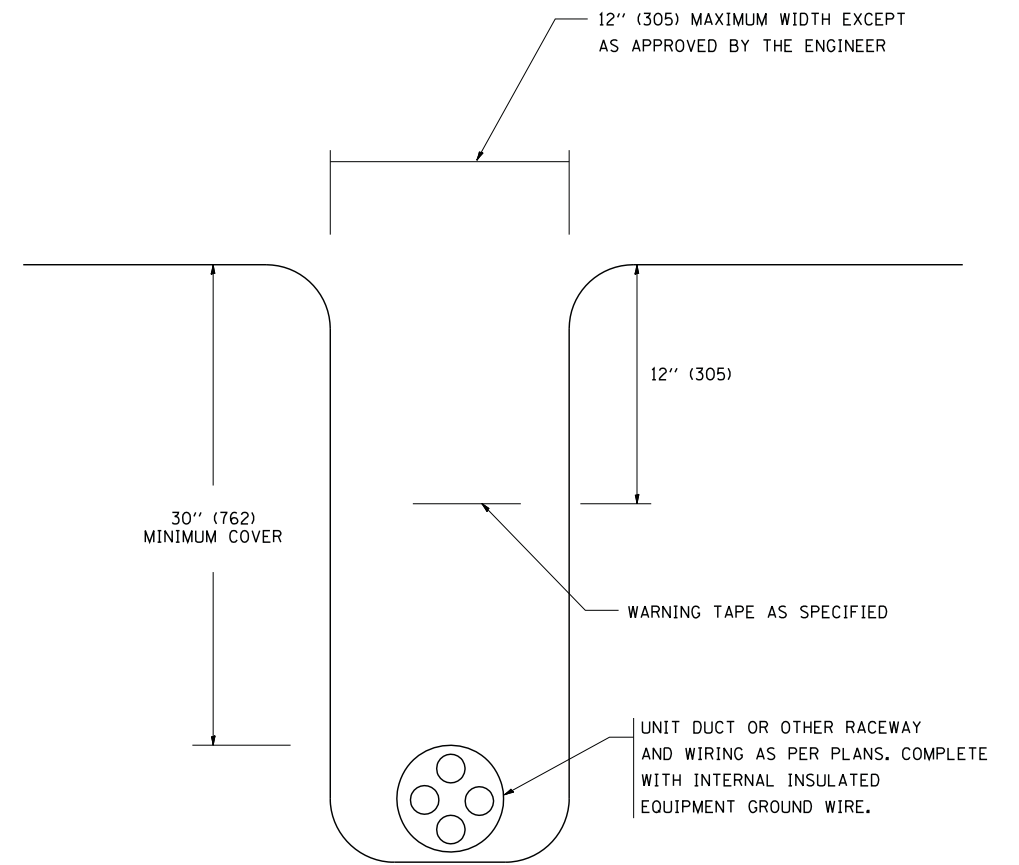 12'' (305) MAXIMUM WIDTH EXCEPT
AS APPROVED BY THE ENGINEER
12'' (305)
30'' (762)
MINIMUM COVER
WARNING TAPE AS SPECIFIED
UNIT DUCT OR OTHER RACEWAY
AND WIRING AS PER PLANS. COMPLETE
WITH INTERNAL INSULATED
EQUIPMENT GROUND WIRE.